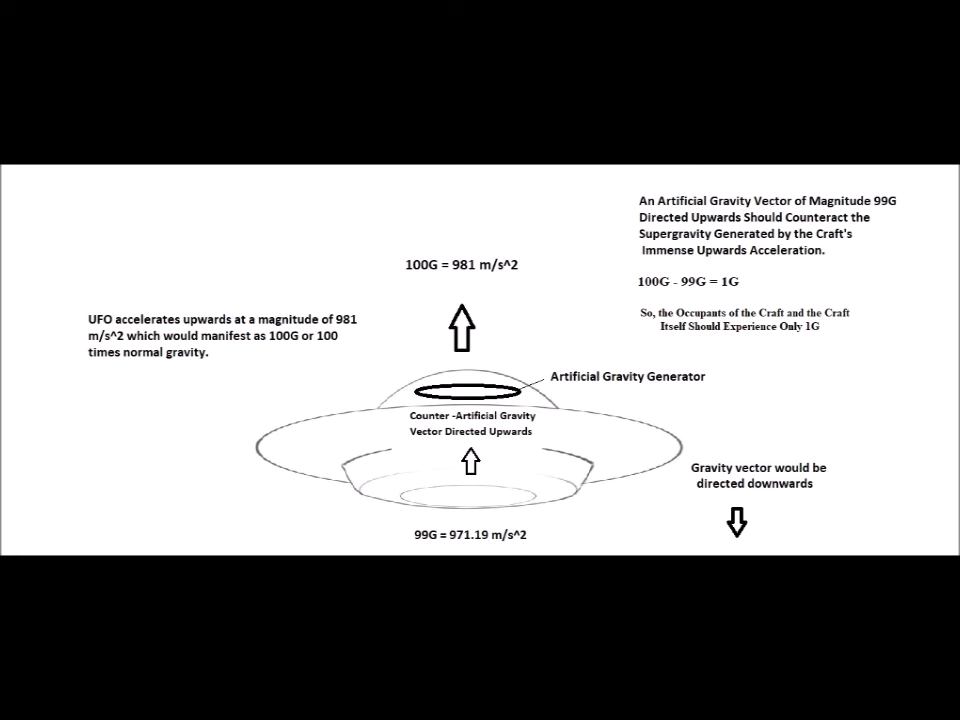 An Artificial Gravity Vector of Magnitude 99G
Directed Upwards Should Counteract the
Supergravity Generated by the Craft's
Immense Upwards Acceleration.
100G = 981 m/s^2
100G - 99G = 1G
So, the Occupants of the Craft and the Craft
Itself Should Experience Only 1G
UFO accelerates upwards at a magnitude of 981
m/s^2 which would manifest as 100G or 100
times normal gravity.
Artificial Gravity Generator
Counter -Artificial Gravity
Vector Directed Upwards
Gravity vector would be
directed downwards
99G = 971.19 m/s^2